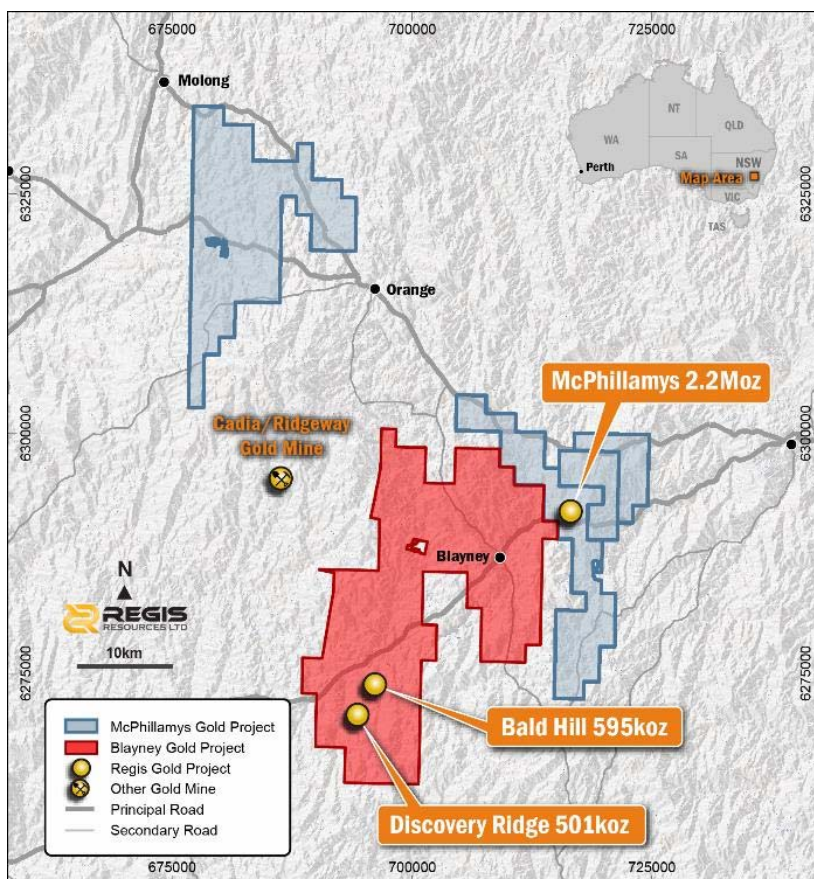 675000
700000
725000
Molong
NT
QLD
WA
SA
NSW
Perth
Map Area
VIC
TAS
6325000
6325000
Orange
McPhillamys 2.2Moz
6300000
6300000
Cadia/Ridgeway
Gold Mine
Blayney
N
REGIS
RESOURCES LTD
10km
6275000
6275000
McPhillamys Gold Project
Blayney Gold Project
Regis Gold Project
Other Gold Mine
Principal Road
Secondary Road
Bald Hill 595koz
Discovery Ridge 501koz
675000
700000
725000